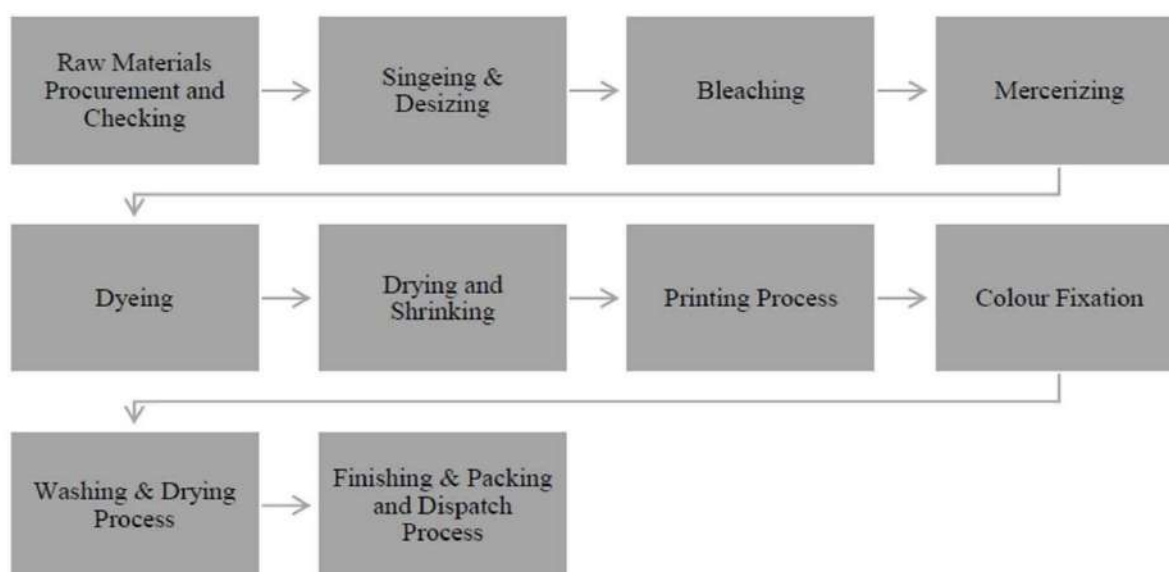 Raw Materials
Procurement and
Checking
Singeing &
Desizing
Bleaching
Mercerizing
Dyeing
Drying and
Shrinking
Printing Process
Colour Fixation
Washing & Drying
Process
Finishing & Packing
and Dispatch
Process